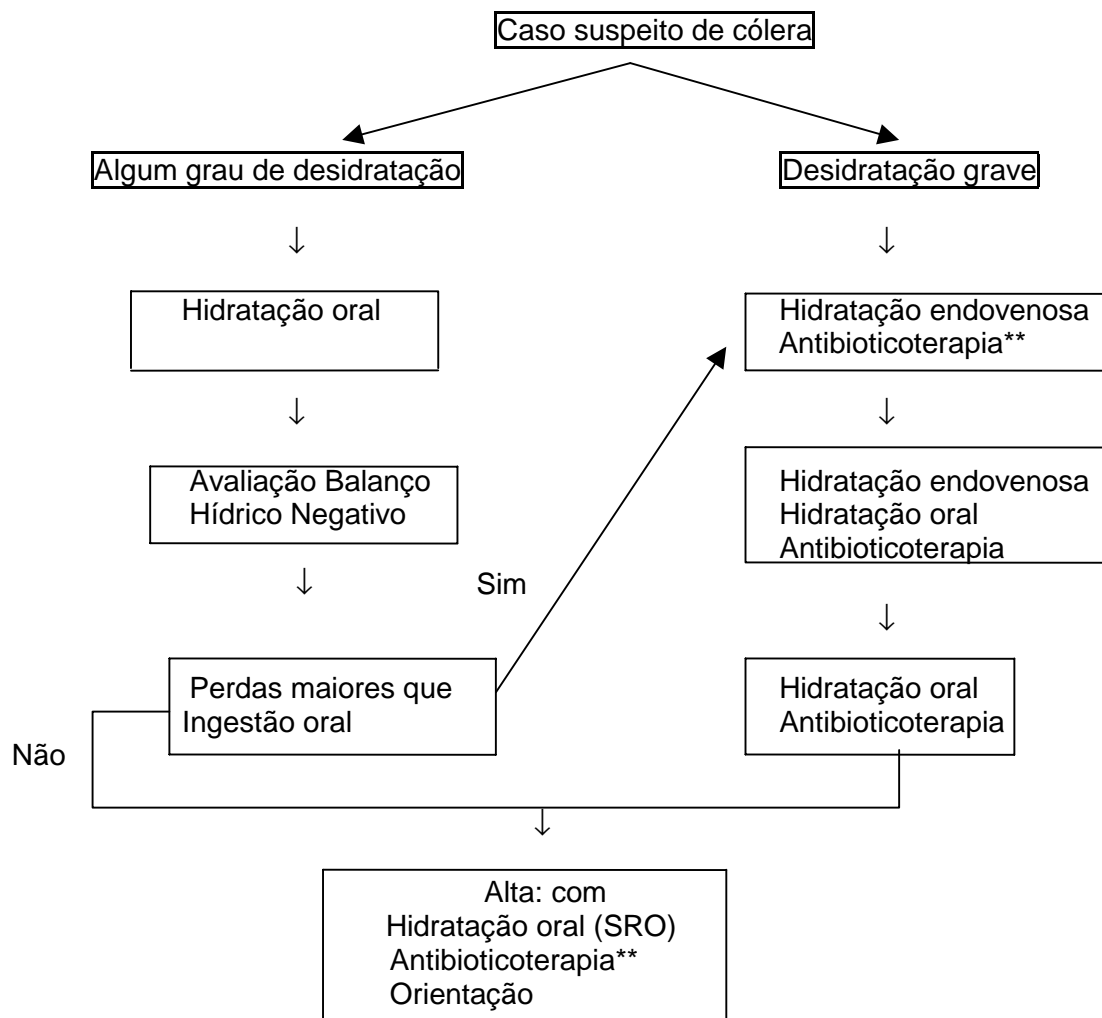 Caso suspeito de cólera
Algum grau de desidratação
Desidratação grave
↓
↓
Hidratação oral
Hidratação endovenosa
Antibioticoterapia**
↓
↓
Avaliação Balanço
Hídrico Negativo
Hidratação endovenosa
Hidratação oral
Antibioticoterapia
↓
Sim
↓
Perdas maiores que
Ingestão oral
Hidratação oral
Antibioticoterapia
Não
↓
Alta: com
Hidratação oral (SRO)
Antibioticoterapia**
Orientação